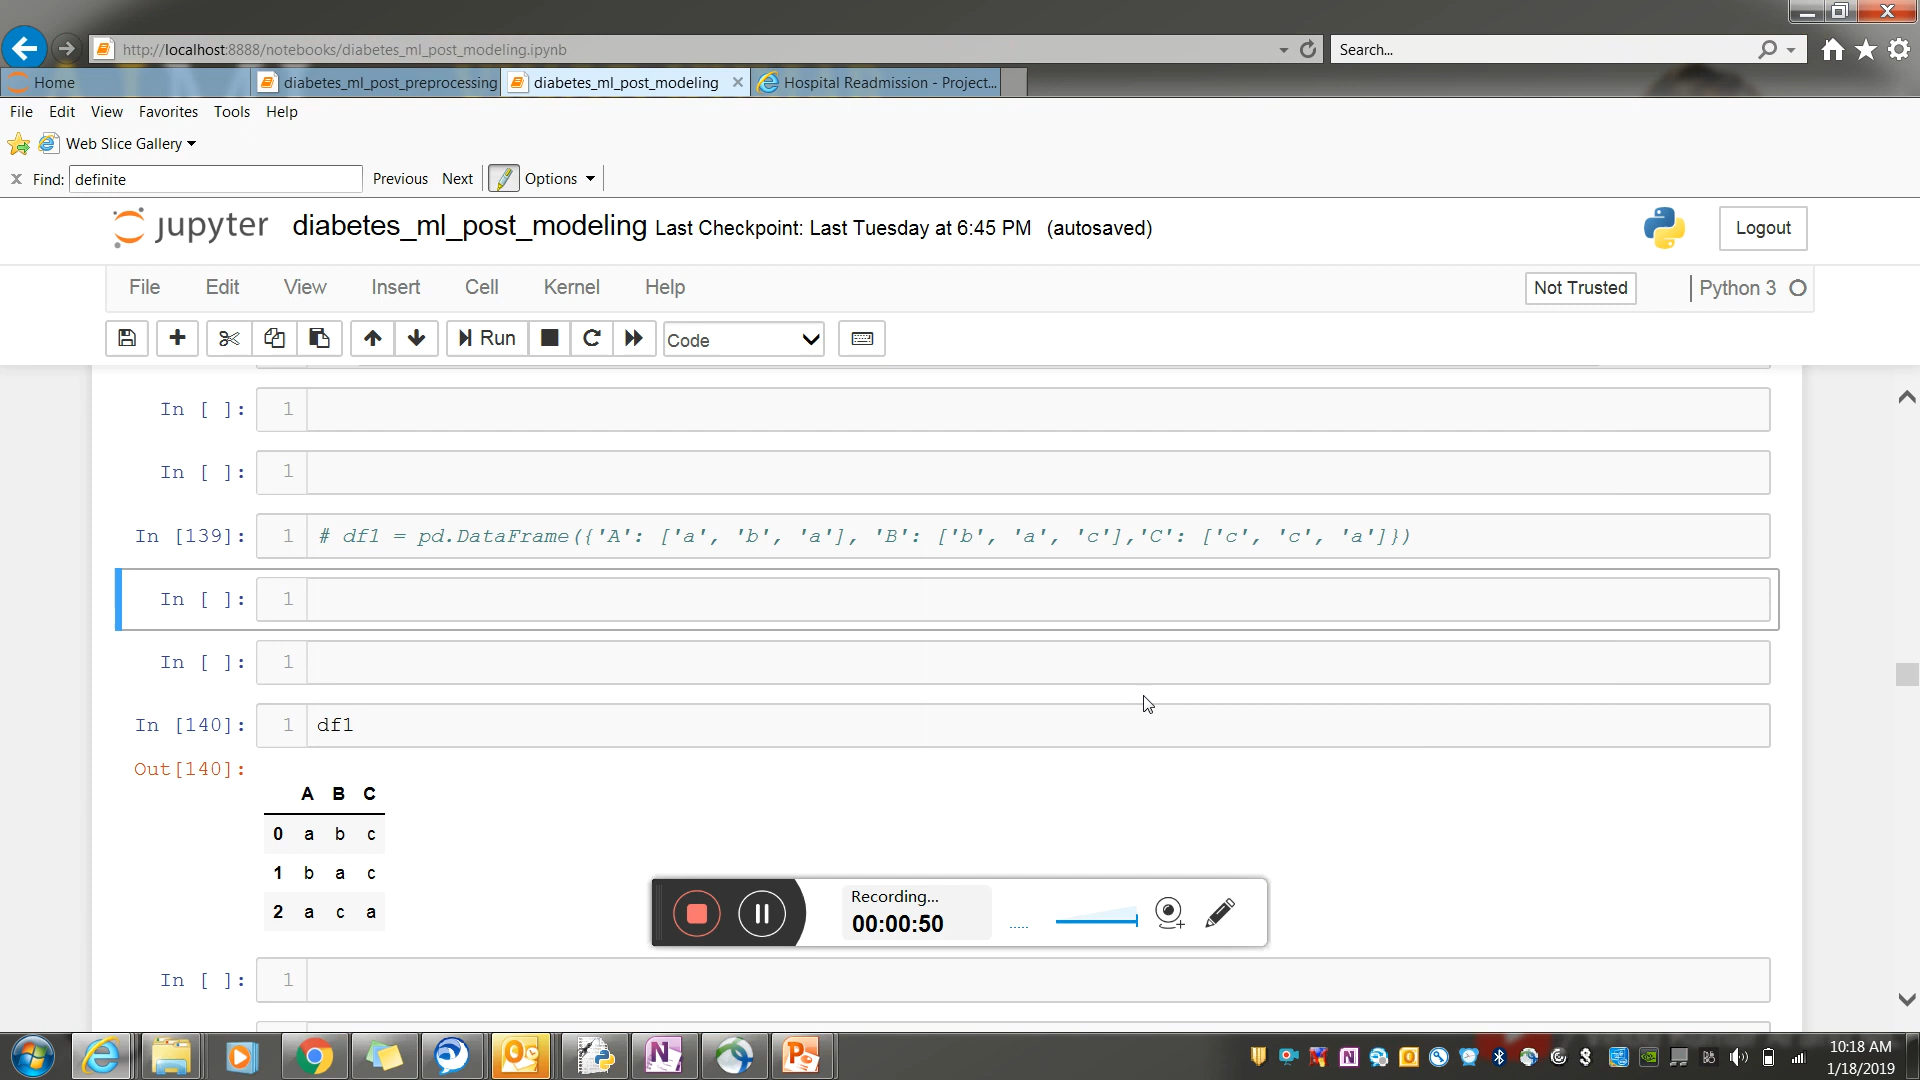 http://localhost:8888/notebooks/diabetes_ml_post_modeling.ipynb
Search...
Home
diabetes_ml_post_preprocessing
diabetes_ml_post_modeling
Hospital Readmission - Project...
File Edit View Favorites Tools Help
Web Slice Gallery
x Find: definite Previous Next Options
jupyter diabetes_ml_post_modeling Last Checkpoint: Last Tuesday at 6:45 PM (autosaved)
Logout
File Edit View Insert Cell Kernel Help
Not Trusted
Python 3
Run
Code
In [ ]: 1
In [ ]: 1
In [139]: 1 # df1 = pd.DataFrame({'A': ['a', 'b', 'a'], 'B': ['b', 'a', 'c'],'C': ['c', 'c', 'a']})
In [ ]: 1
In [ ]: 1
In [140]: 1 df1
Out[140]:
A B C
0 a b c
1 b a c
2 a c a
Recording...
00:00:50
In [ ]: 1
10:18 AM
1/18/2019